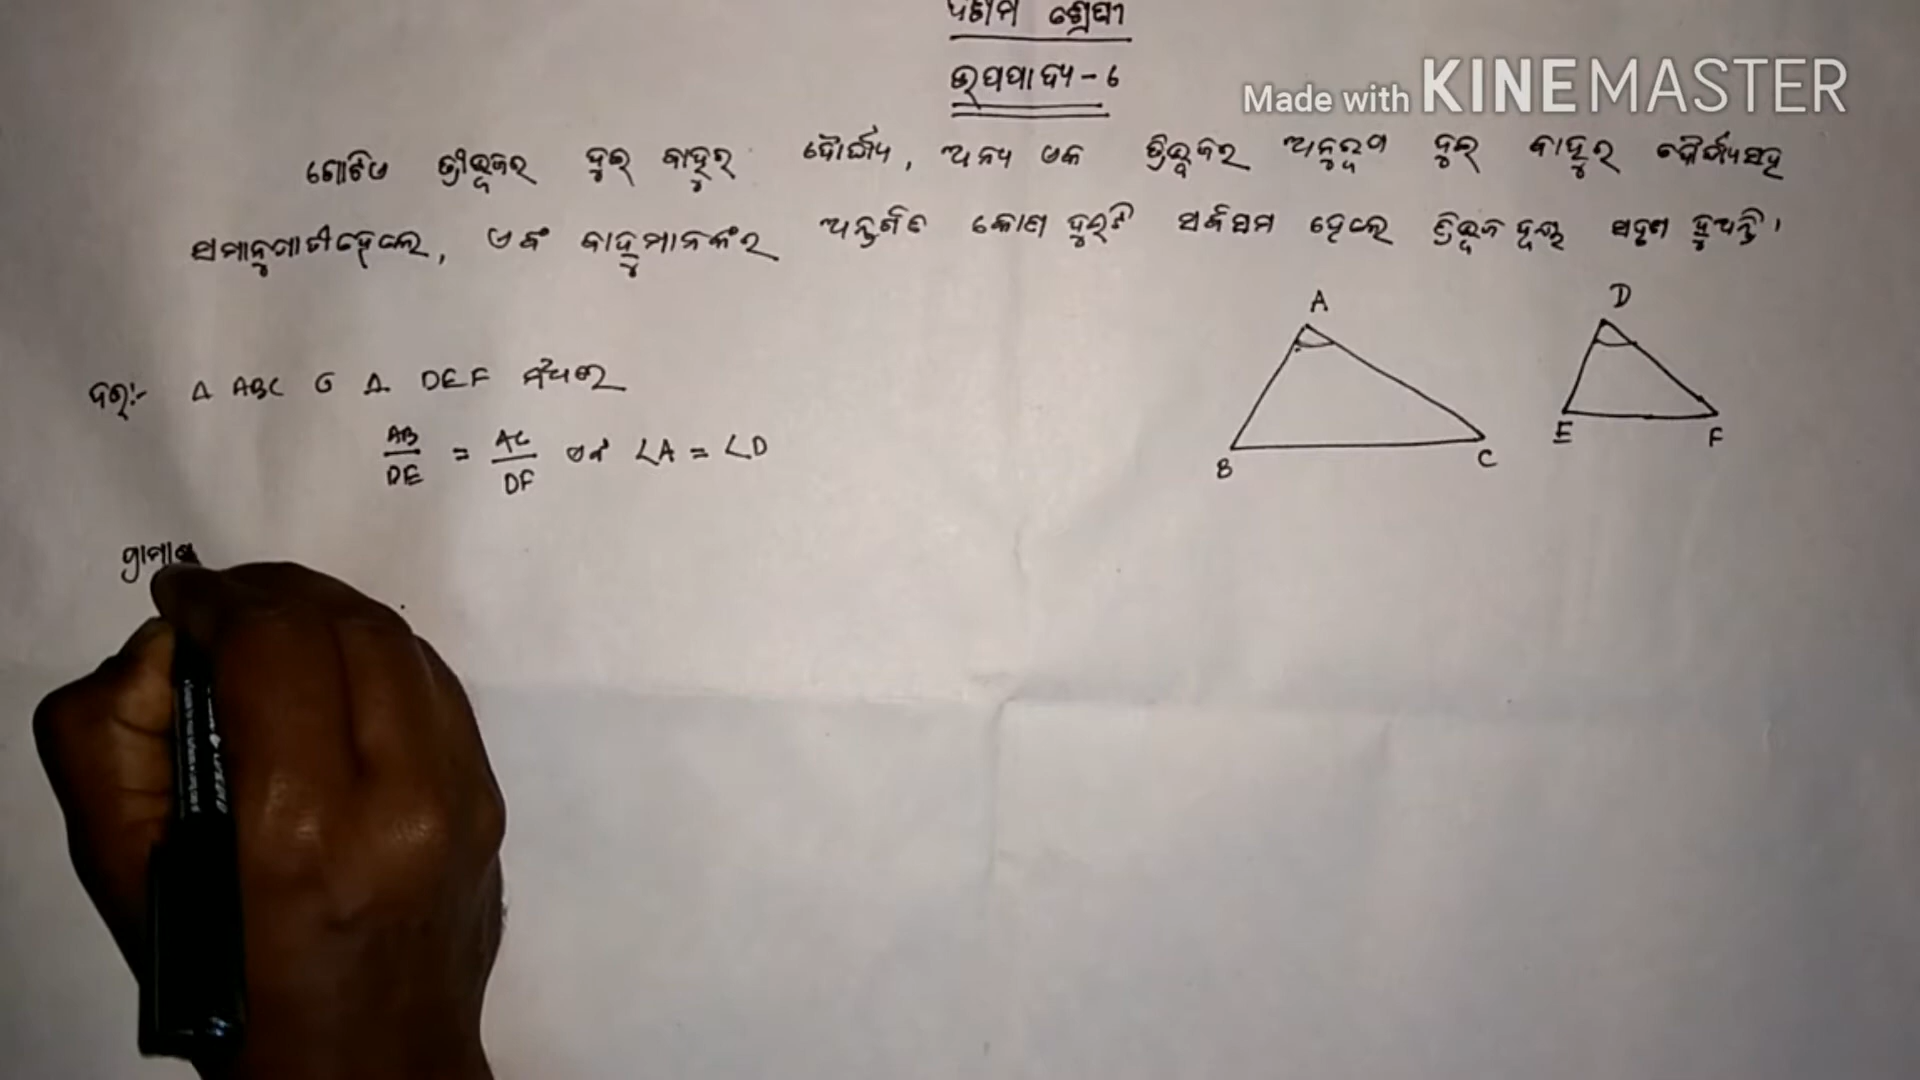 ଦଶମ ଶ୍ରେଣୀ
ଉପପାଦ୍ୟ - 6
Made with KINEMASTER
ଗୋଟିଏ ତ୍ରୀଭୂଜର ଦୁଇ ବାହୁର ଦୈର୍ଘ୍ୟ, ଅନ୍ୟ ଏକ ତ୍ରିଭୂଜର ଅନୁରୂପ ଦୁଇ ବାହୁର ଦୈର୍ଘ୍ୟସହ
ସମାନୁପାତୀହେଲେ, ଏବଂ ବାହୁମାନଙ୍କର ଅନ୍ତର୍ଗତ କୋଣ ଦୁଇଟି ସର୍ବସମ ହେଲେ ତ୍ରିଭୂଜ ଦ୍ୱୟ ସଦୃଶ ହୁଅନ୍ତି ।
A
D
ଦତ୍ତ:- Δ ABC ଓ Δ DEF ମଧ୍ୟରେ
AB/DE = AC/DF ଏବଂ ∠A = ∠D
B C
E F
ପ୍ରାମାଣ